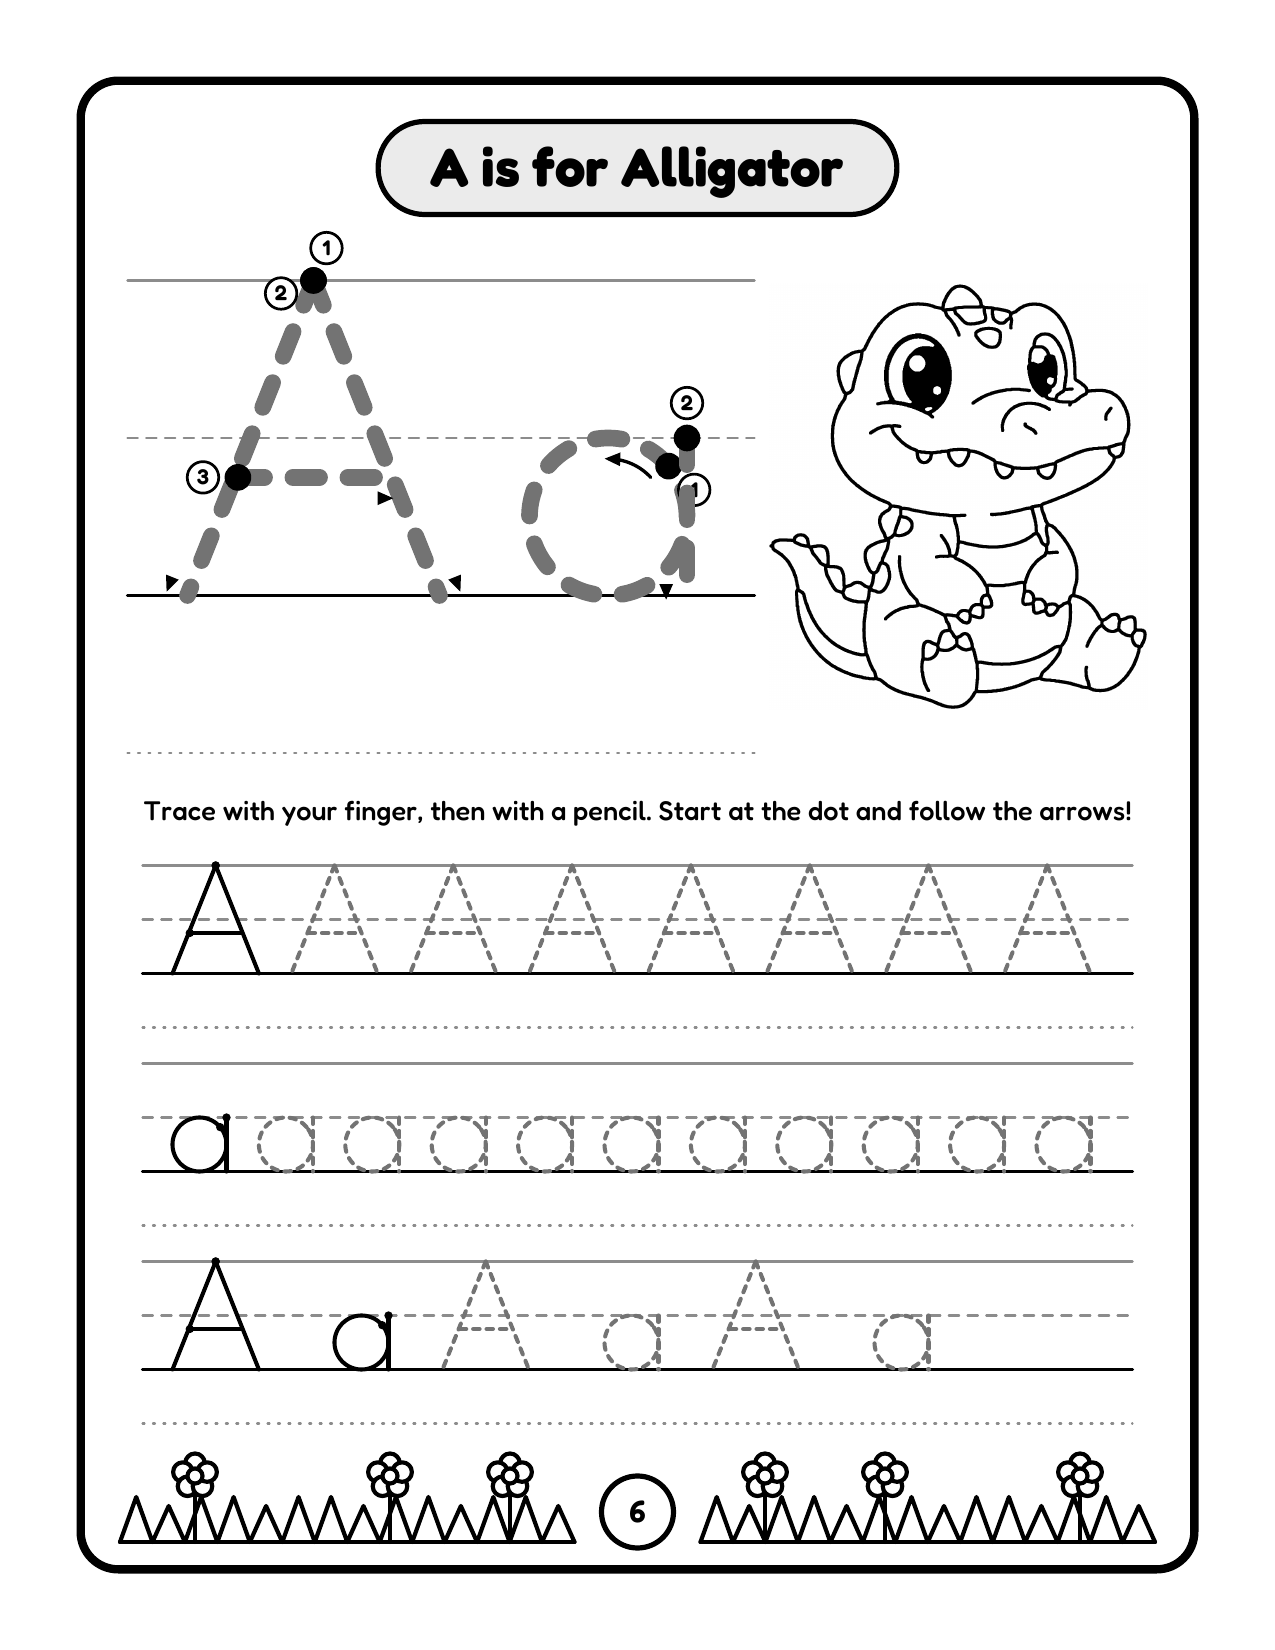 A is for Alligator
1
2
2
3
1
Trace with your finger, then with a pencil. Start at the dot and follow the arrows!
A A A A A A A A
a a a a a a a a a a a
A a A a A a
6